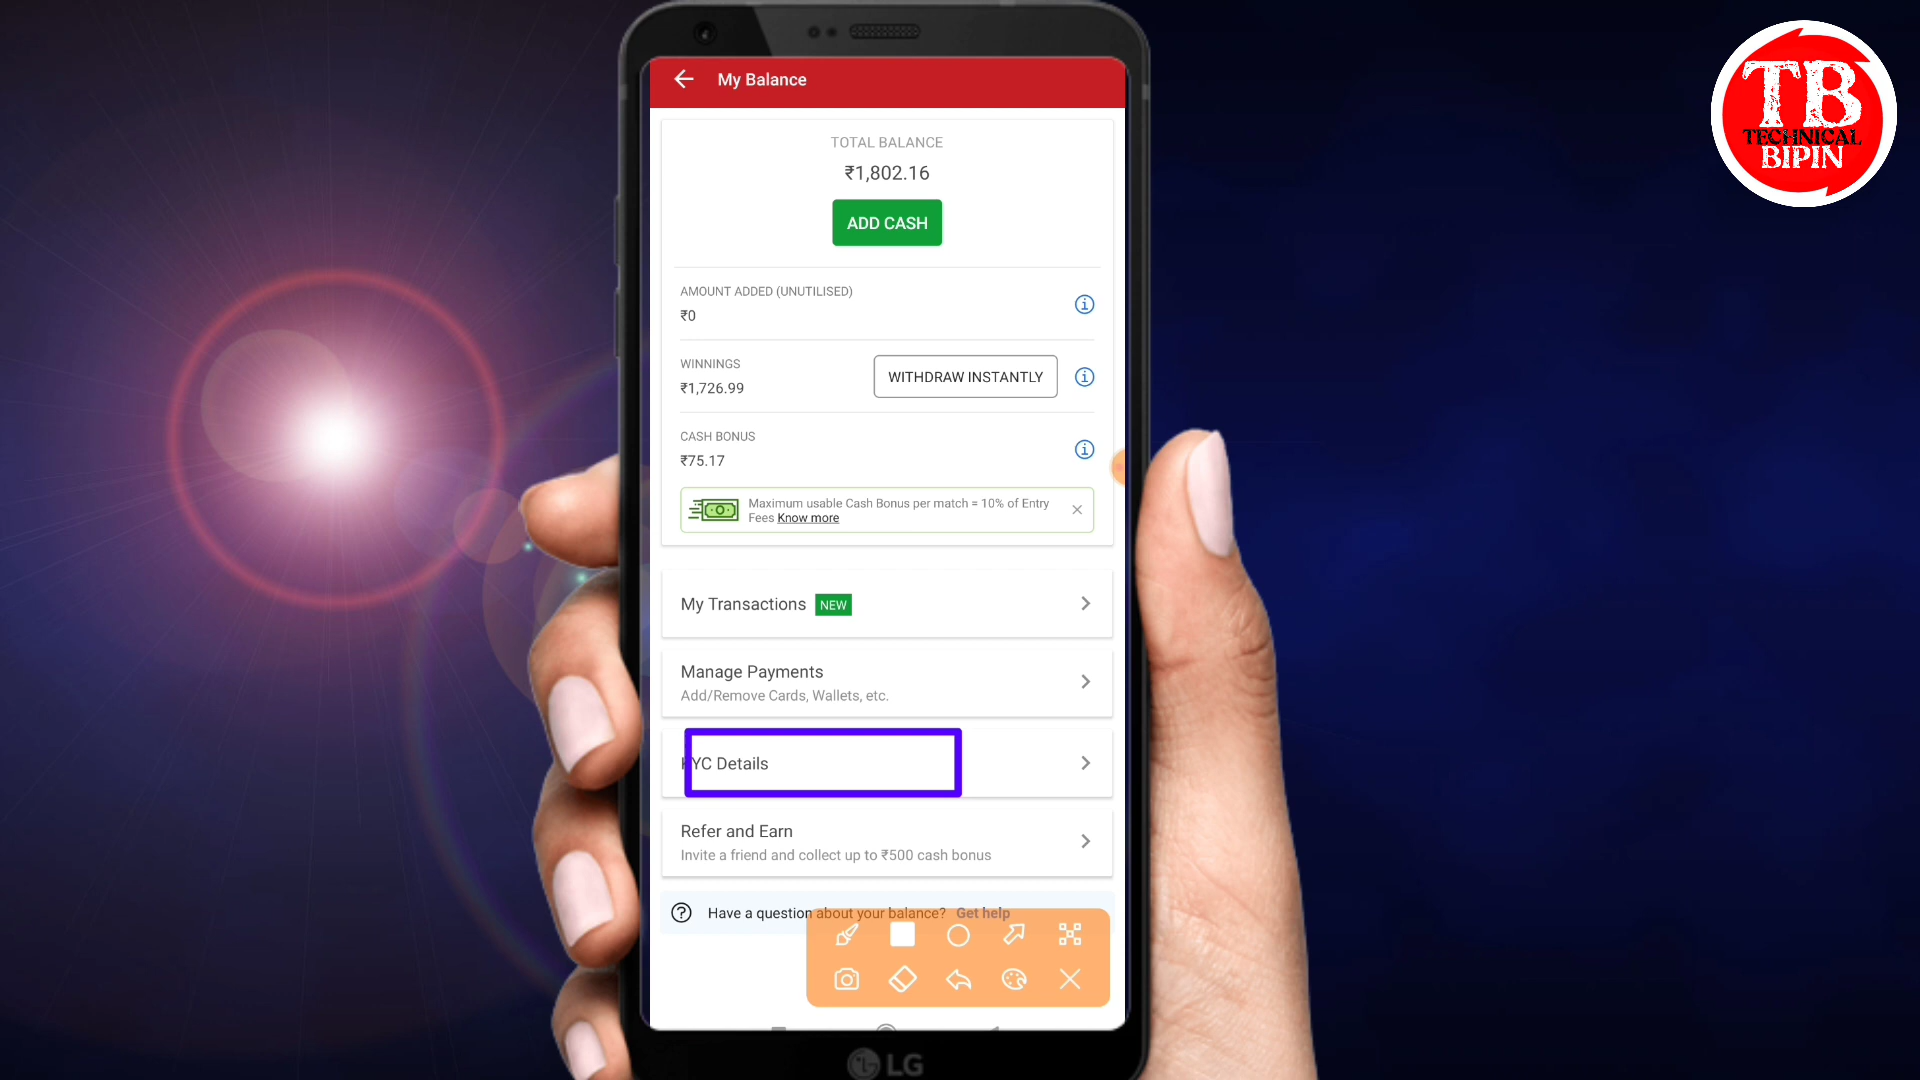 My Balance
TOTAL BALANCE
₹1,802.16
ADD CASH
AMOUNT ADDED (UNUTILISED)
₹0
WINNINGS
₹1,726.99
WITHDRAW INSTANTLY
CASH BONUS
₹75.17
Maximum usable Cash Bonus per match = 10% of Entry
Fees Know more
My Transactions NEW
Manage Payments
Add/Remove Cards, Wallets, etc.
KYC Details
Refer and Earn
Invite a friend and collect up to ₹500 cash bonus
Have a question about your balance? Get help
LG
TB
TECHNICAL
BIPIN